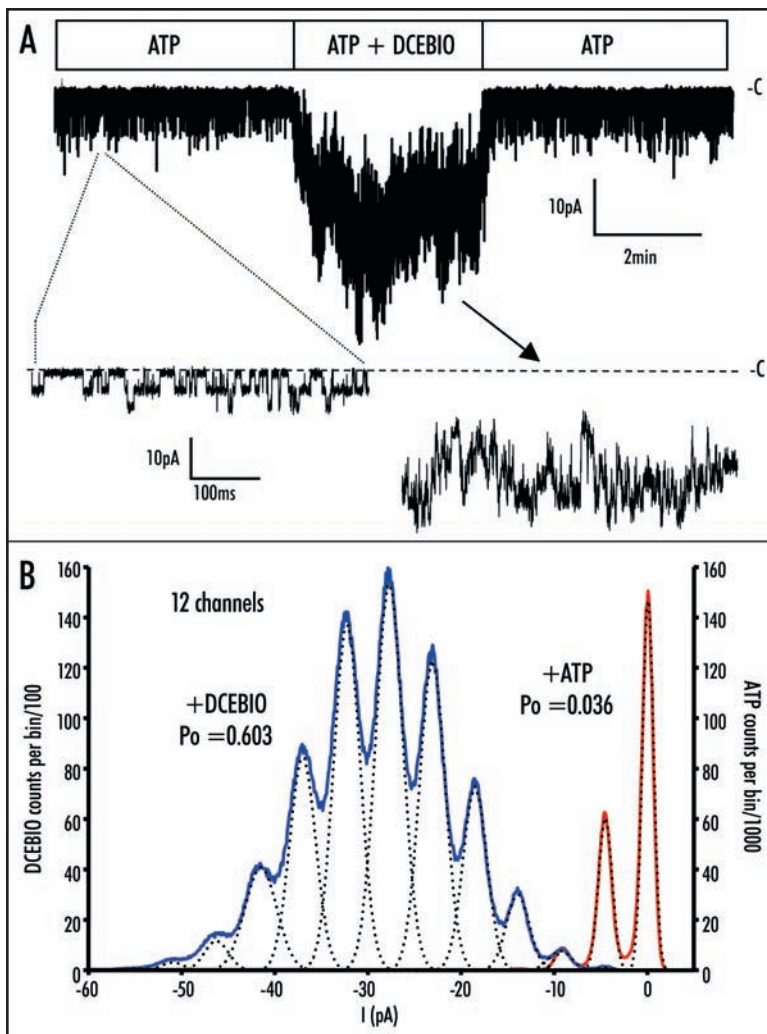 A
ATP
ATP + DCEBIO
ATP
-C
10pA
2min
-C
10pA
100ms
B
160
140
120
100
80
60
40
20
0
DCEBIO counts per bin/100
12 channels
+DCEBIO
Po =0.603
+ATP
Po =0.036
160
140
120
100
80
60
40
20
0
ATP counts per bin/1000
-60
-50
-40
-30
-20
-10
0
I (pA)